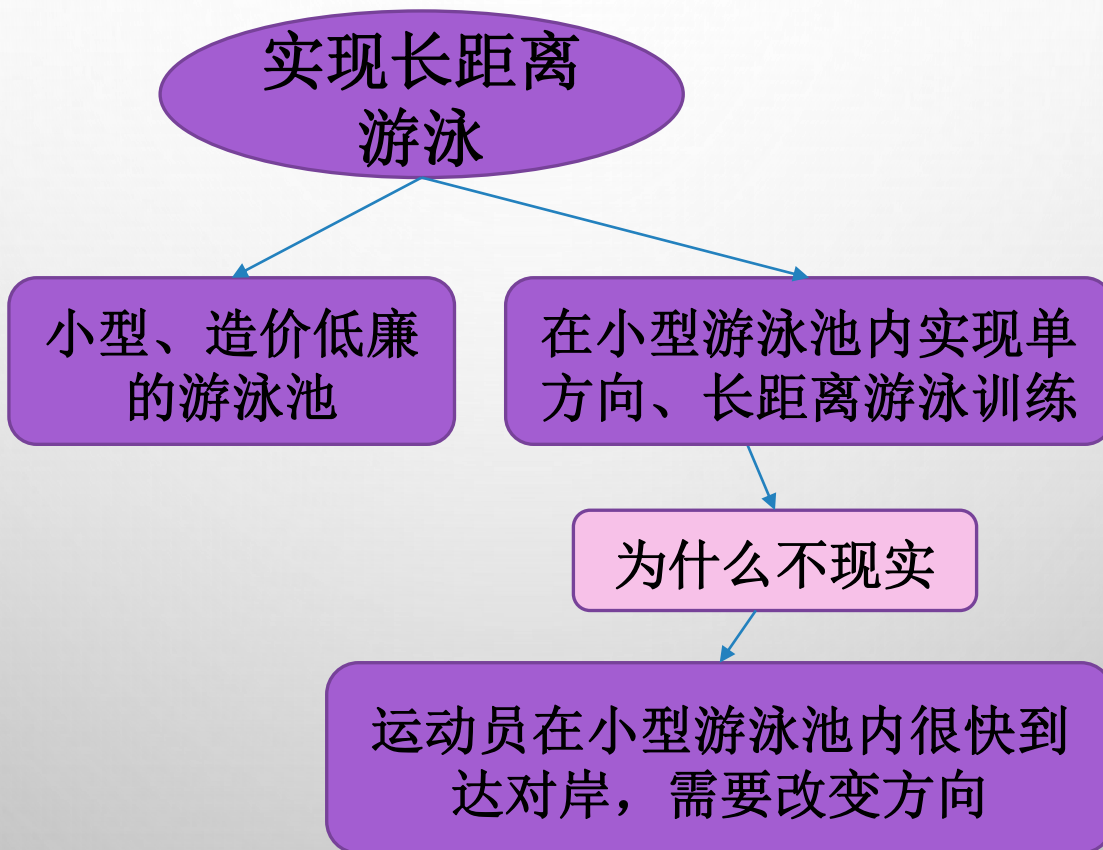 实现长距离
游泳
小型、造价低廉
的游泳池
在小型游泳池内实现单
方向、长距离游泳训练
为什么不现实
运动员在小型游泳池内很快到
达对岸，需要改变方向